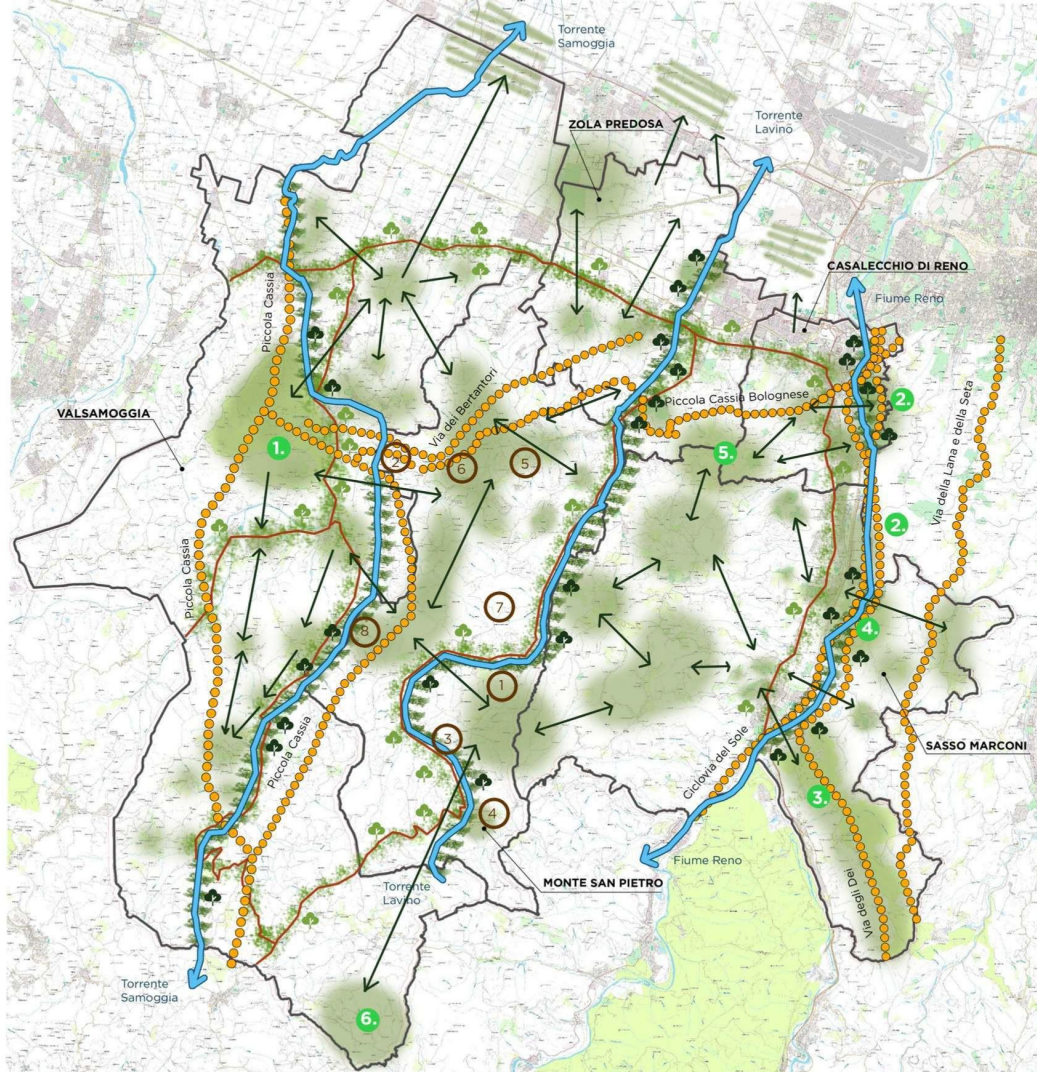 Torrente
Samoggia
ZOLA PREDOSA
Torrente
Lavino
CASALECCHIO DI RENO
Fiume Reno
Piccola Cassia
Via dei Bertantori
Piccola Cassia Bolognese
2.
VALSAMOGGIA
1.
2
6
5
5.
Via della Lana e della Seta
2.
Piccola Cassia
7
8
4.
1
3
SASSO MARCONI
Piccola Cassia
Ciclovia del Sole
3.
4
Fiume Reno
MONTE SAN PIETRO
Torrente
Lavino
Via degli Dei
Torrente
Samoggia
6.